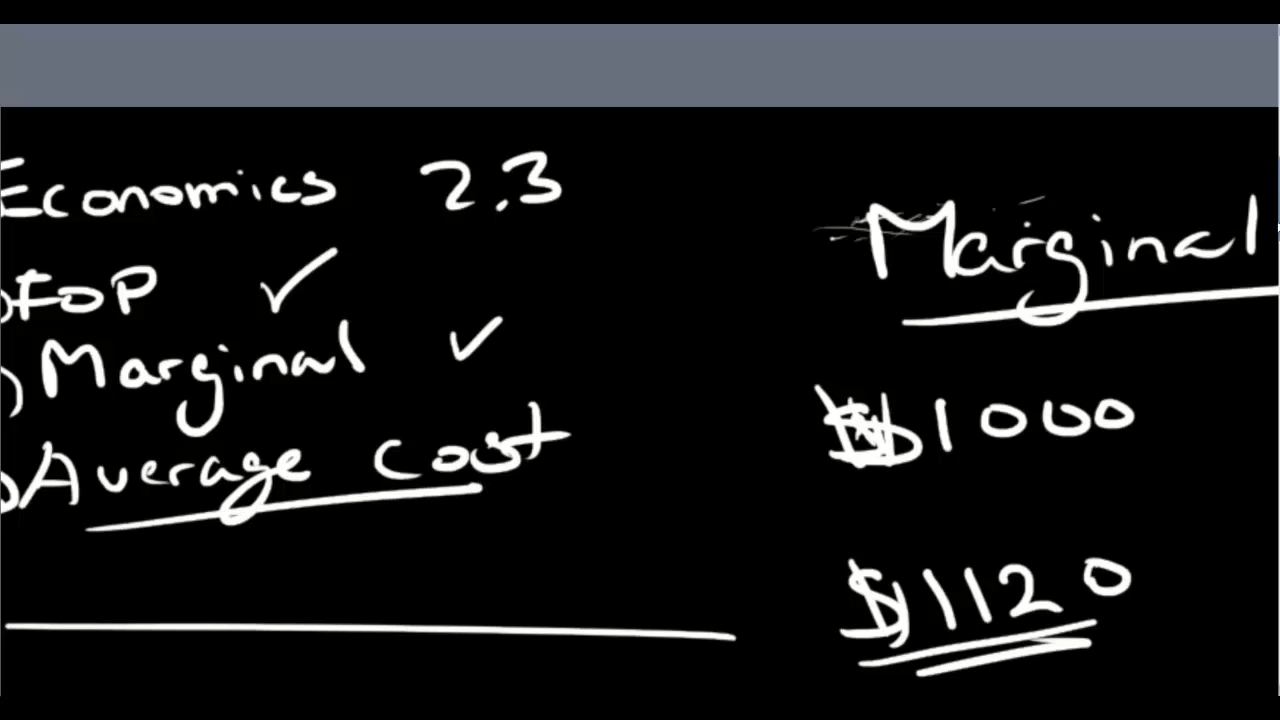 Economics 2.3
FOP ✓
Marginal ✓
Average cost
Marginal
$1000
$1120